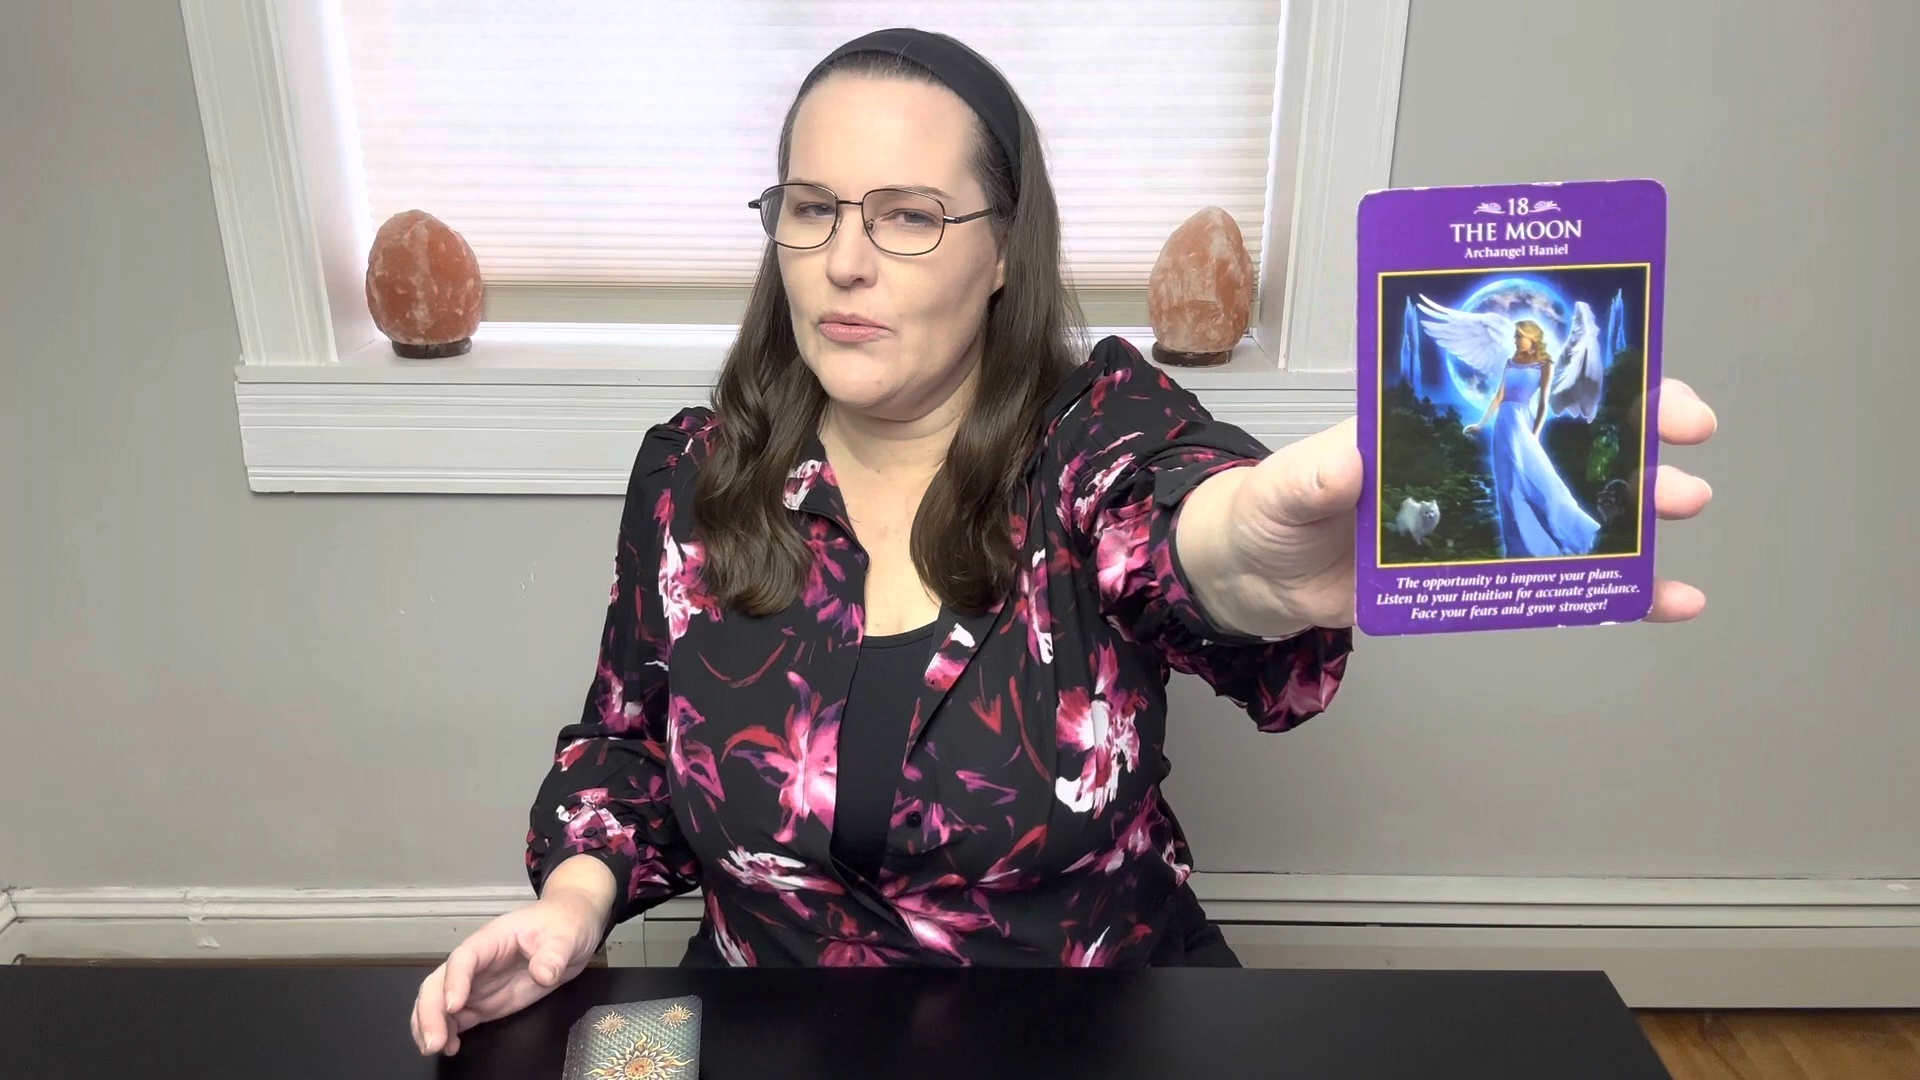 18
THE MOON
Archangel Haniel
The opportunity to improve your plans.
Listen to your intuition for accurate guidance.
Face your fears and grow stronger!